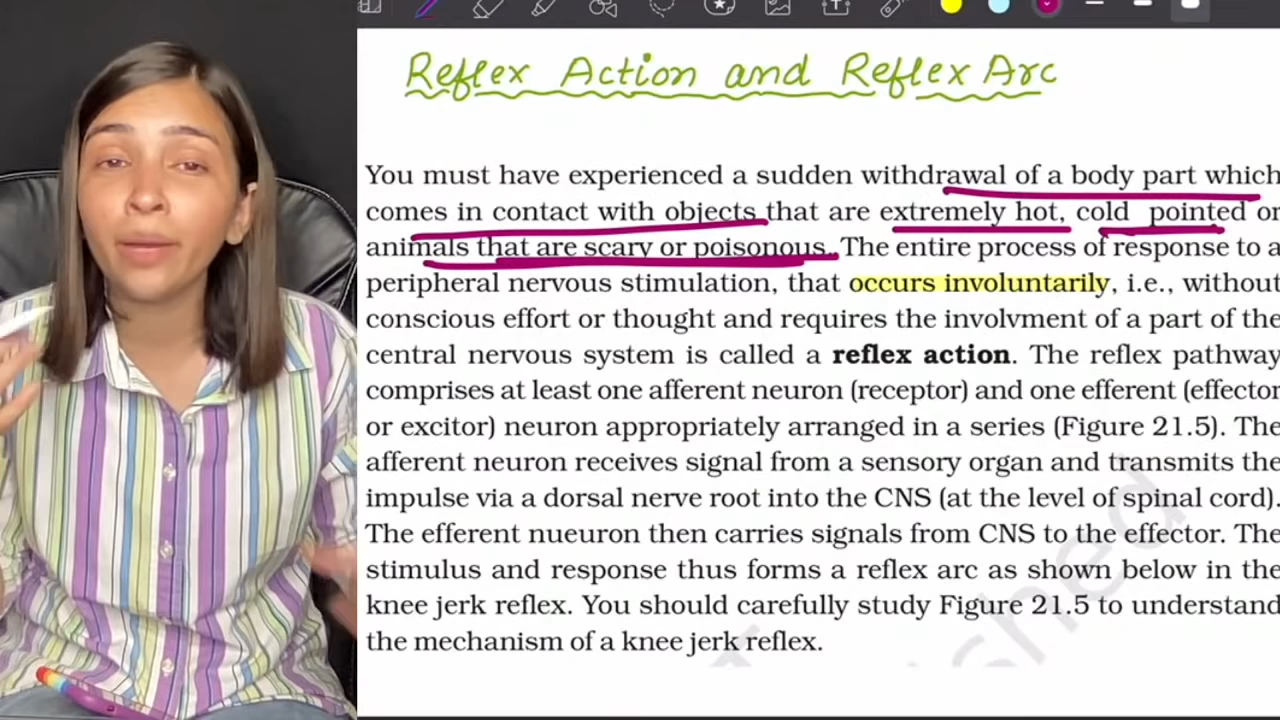 Reflex Action and Reflex Arc
You must have experienced a sudden withdrawal of a body part which
comes in contact with objects that are extremely hot, cold pointed or
animals that are scary or poisonous. The entire process of response to a
peripheral nervous stimulation, that occurs involuntarily, i.e., without
conscious effort or thought and requires the involvment of a part of the
central nervous system is called a reflex action. The reflex pathway
comprises at least one afferent neuron (receptor) and one efferent (effector
or excitor) neuron appropriately arranged in a series (Figure 21.5). The
afferent neuron receives signal from a sensory organ and transmits the
impulse via a dorsal nerve root into the CNS (at the level of spinal cord).
The efferent nueuron then carries signals from CNS to the effector. The
stimulus and response thus forms a reflex arc as shown below in the
knee jerk reflex. You should carefully study Figure 21.5 to understand
the mechanism of a knee jerk reflex.